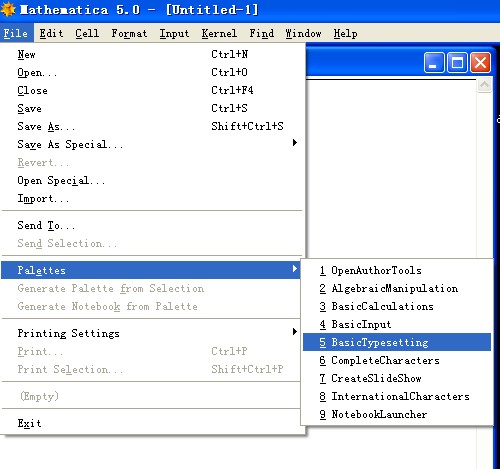 Mathematica 5.0 - [Untitled-1]
File Edit Cell Format Input Kernel Find Window Help
New Ctrl+N
Open... Ctrl+O
Close Ctrl+F4
Save Ctrl+S
Save As... Shift+Ctrl+S
Save As Special...
Revert...
Open Special...
Import...
Send To...
Send Selection...
Palettes
Generate Palette from Selection
Generate Notebook from Palette
Printing Settings
Print... Ctrl+P
Print Selection... Shift+Ctrl+P
(Empty)
Exit
1 OpenAuthorTools
2 AlgebraicManipulation
3 BasicCalculations
4 BasicInput
5 BasicTypesetting
6 CompleteCharacters
7 CreateSlideShow
8 InternationalCharacters
9 NotebookLauncher